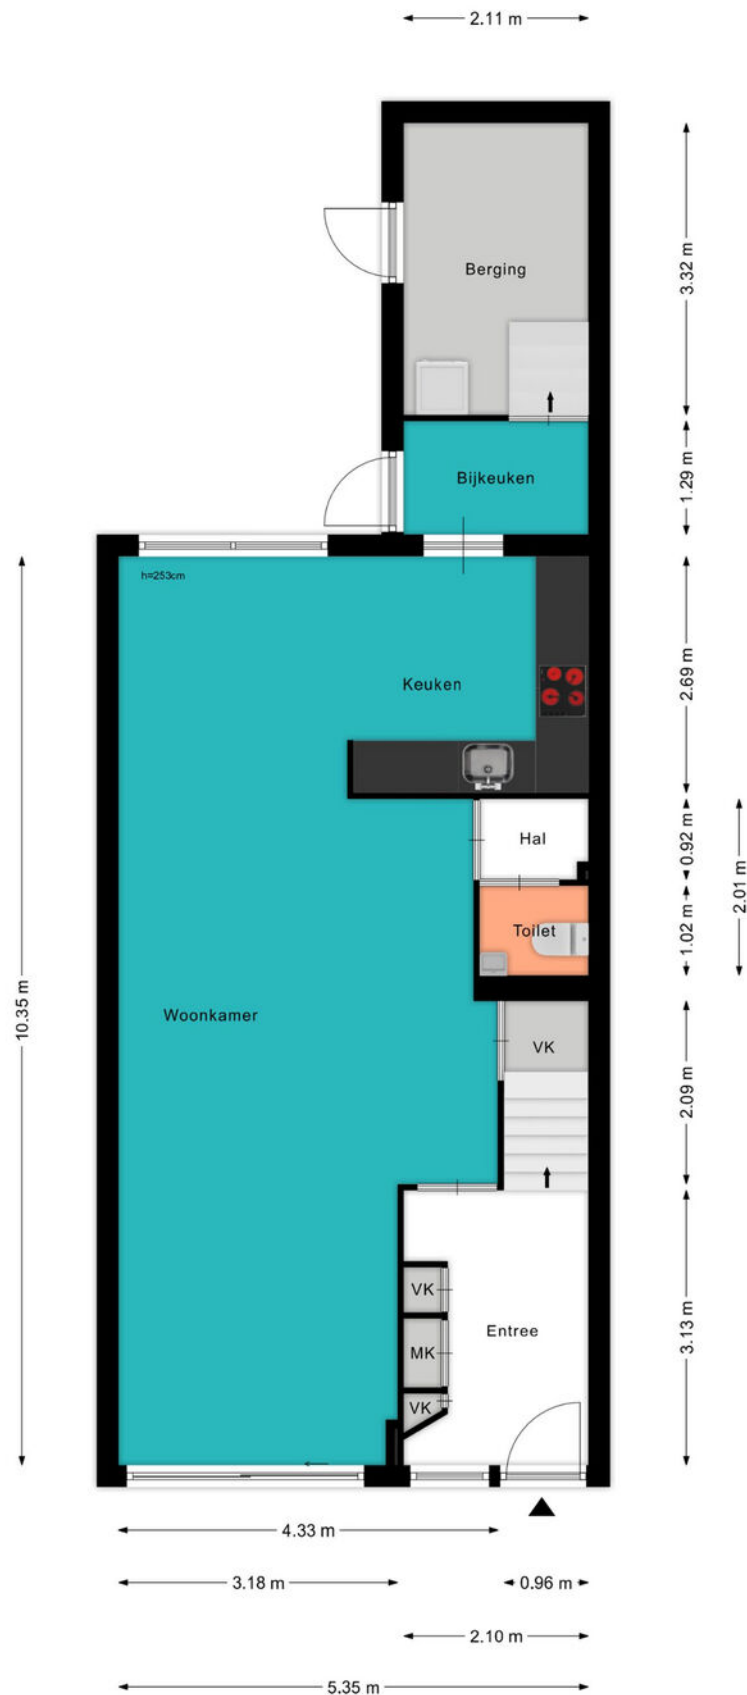 2.11 m
Berging
3.32 m
Bijkeuken
1.29 m
h=253cm
Keuken
2.69 m
Hal
0.92 m
2.01 m
Toilet
1.02 m
10.35 m
Woonkamer
VK
2.09 m
VK
Entree
3.13 m
MK
VK
4.33 m
3.18 m
0.96 m
2.10 m
5.35 m